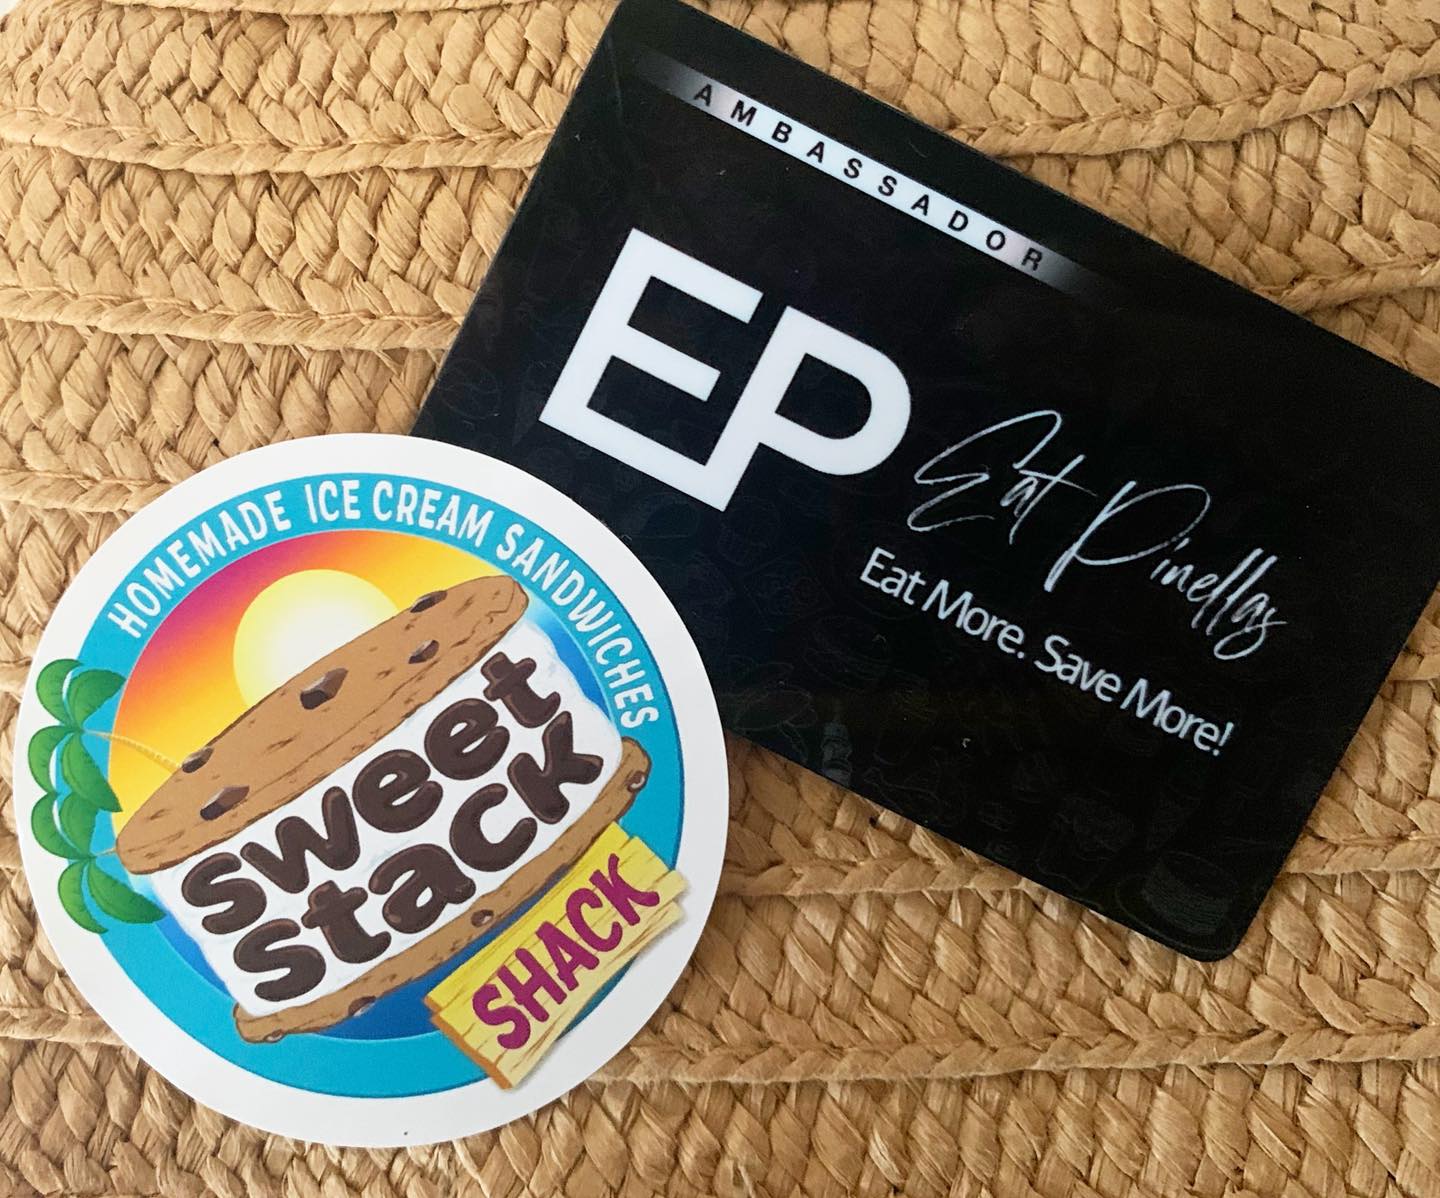 AMBASSADOR
EP
Eat Pinellas
Eat More. Save More!
HOMEMADE ICE CREAM SANDWICHES
sweet
stack
SHACK